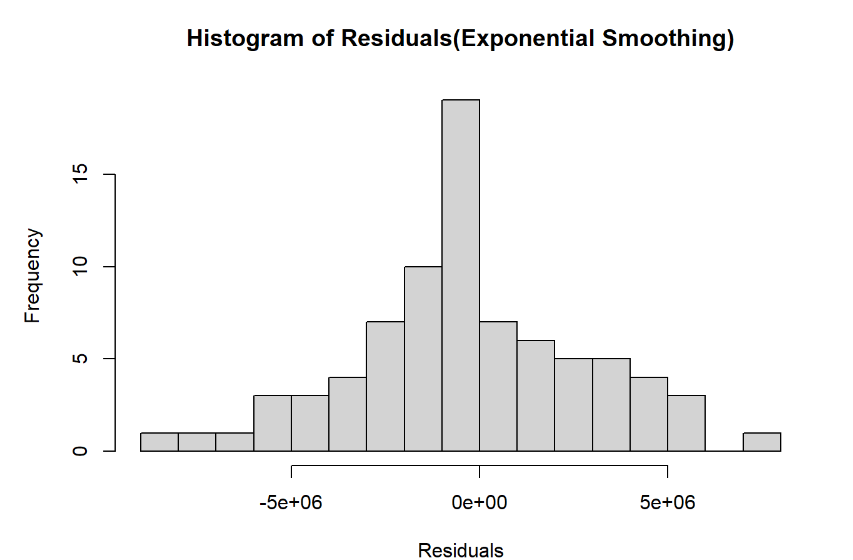 Histogram of Residuals(Exponential Smoothing)
Frequency
15
10
5
0
-5e+06 0e+00 5e+06
Residuals